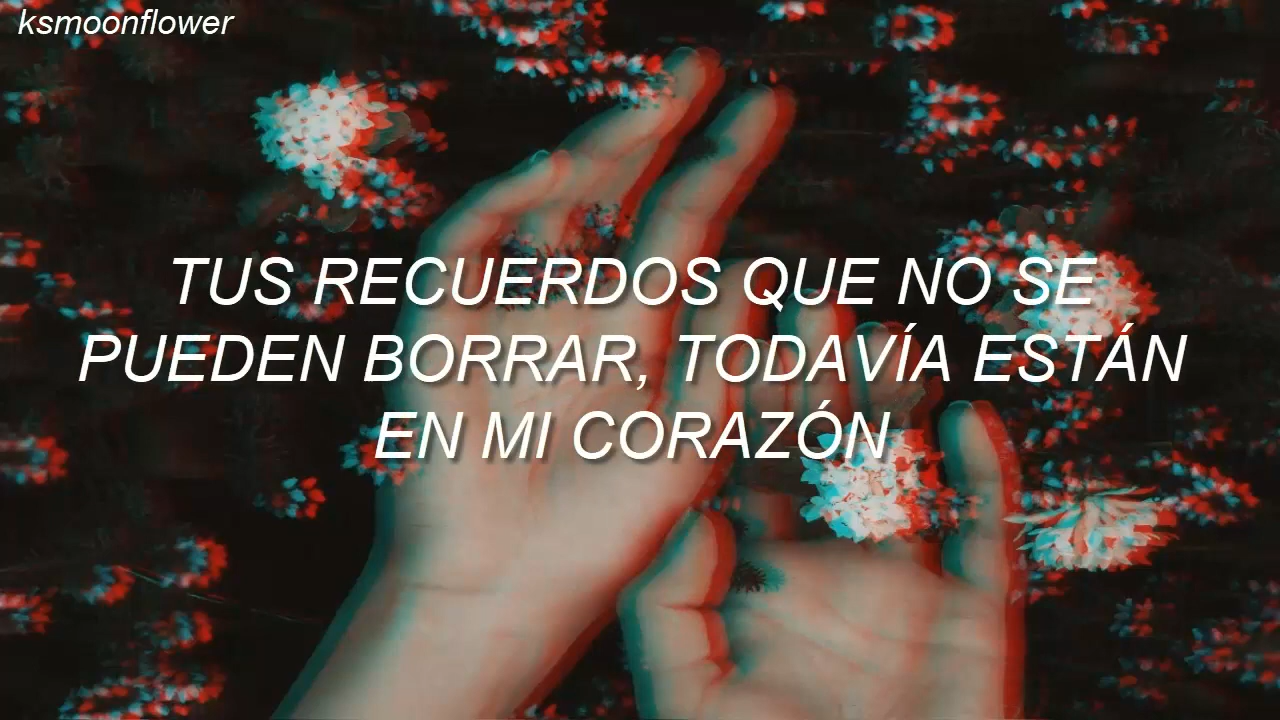 ksmoonflower
TUS RECUERDOS QUE NO SE
PUEDEN BORRAR, TODAVÍA ESTÁN
EN MI CORAZÓN